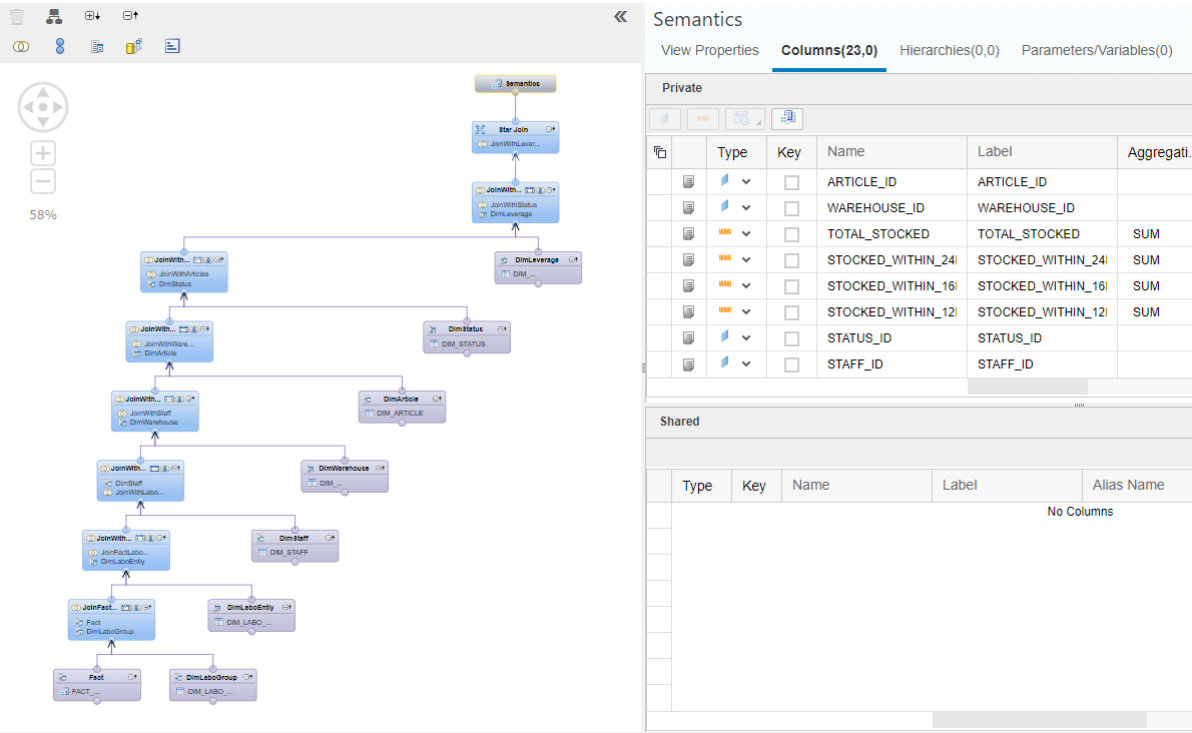 Semantics
View Properties Columns(23,0) Hierarchies(0,0) Parameters/Variables(0)
Private
Type Key Name Label Aggregati.
ARTICLE_ID ARTICLE_ID
WAREHOUSE_ID WAREHOUSE_ID
TOTAL_STOCKED TOTAL_STOCKED SUM
STOCKED_WITHIN_24 STOCKED_WITHIN_24 SUM
STOCKED_WITHIN_16 STOCKED_WITHIN_16 SUM
STOCKED_WITHIN_12 STOCKED_WITHIN_12 SUM
STATUS_ID STATUS_ID
STAFF_ID STAFF_ID
Shared
Type Key Name Label Alias Name
No Columns
58%
Semantics
Star Join
JoinWithLever...
JoinWith...
JoinWithStatus
DimLeverage
JoinWith...
JoinWithArticles
DimStatus
DimLeverage
DIM_...
JoinWith...
JoinWithWare...
DimArticle
DimStatus
DIM_STATUS
JoinWith...
JoinWithStaff
DimWarehouse
DimArticle
DIM_ARTICLE
JoinWith...
DimStaff
JoinWithLabo...
DimWarehouse
DIM_...
JoinWith...
JoinFactLabo...
DimLaboEntity
DimStaff
DIM_STAFF
JoinFact...
Fact
DimLaboGroup
DimLaboEntity
DIM_LABO_...
Fact
FACT_...
DimLaboGroup
DIM_LABO_...